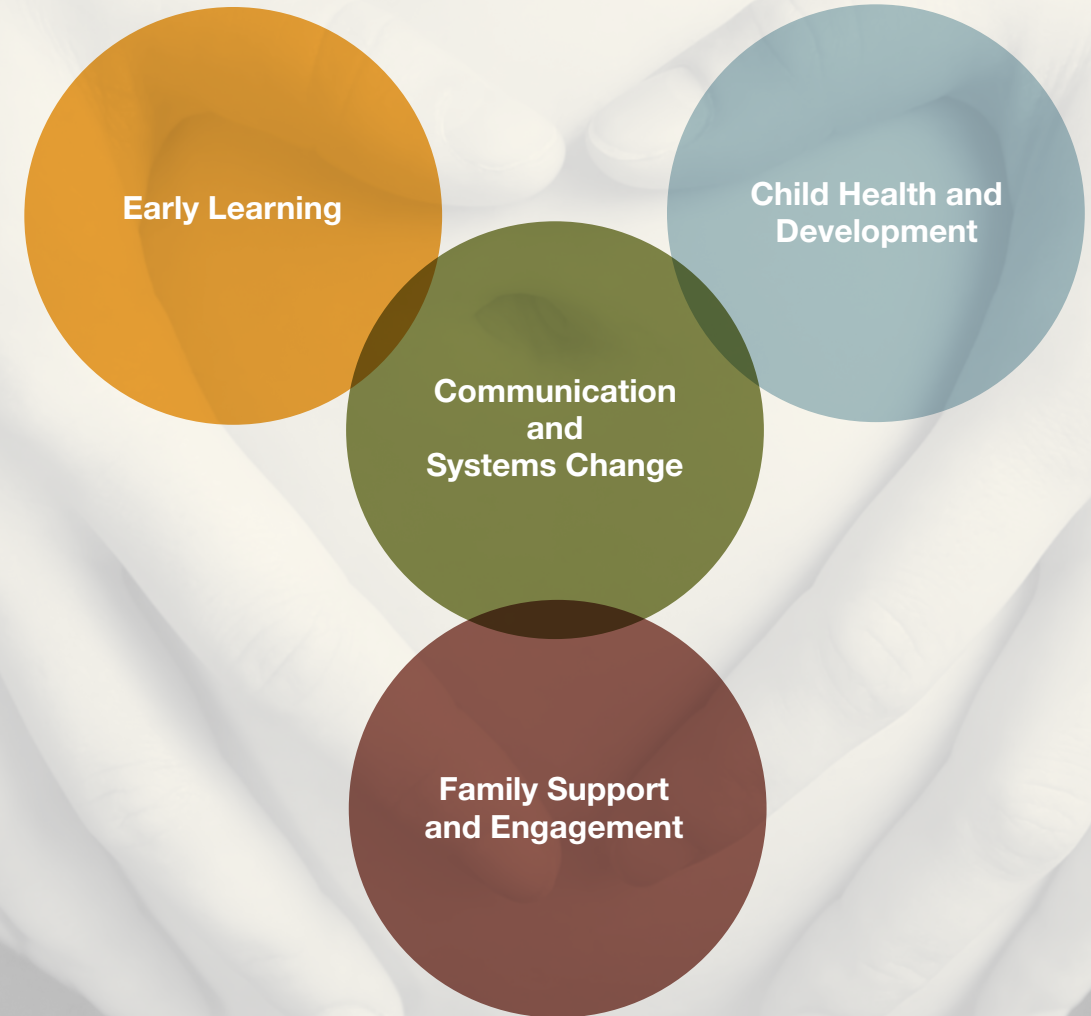 Early Learning
Child Health and
Development
Communication
and
Systems Change
Family Support
and Engagement